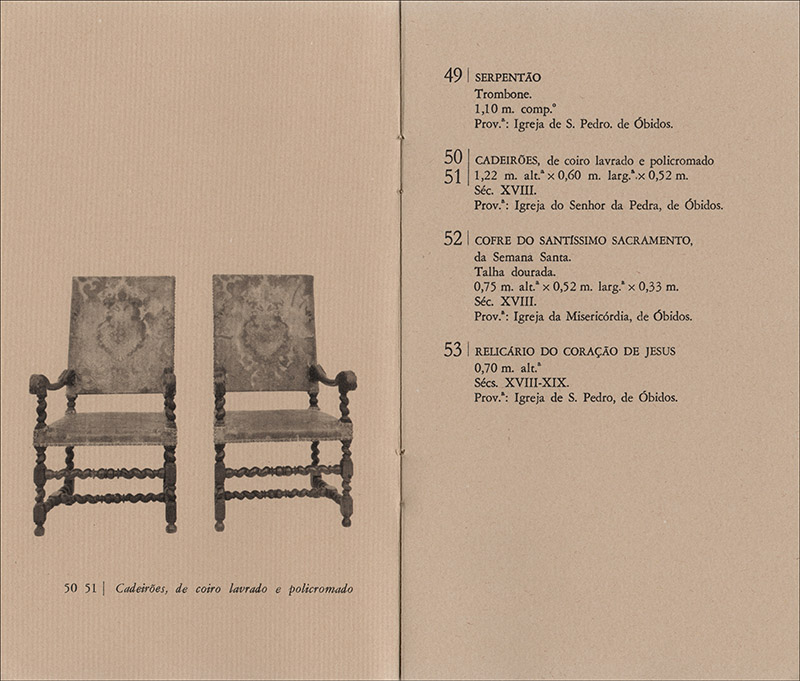 50 51 | Cadeirões, de coiro lavrado e policromado
49 | SERPENTÃO
Trombone.
1,10 m. comp.º
Prov.ª: Igreja de S. Pedro. de Óbidos.
50 | CADEIRÕES, de coiro lavrado e policromado
51 | 1,22 m. alt.ª x 0,60 m. larg.ª.x 0,52 m.
Séc. XVIII.
Prov.ª: Igreja do Senhor da Pedra, de Óbidos.
52 | COFRE DO SANTÍSSIMO SACRAMENTO,
da Semana Santa.
Talha dourada.
0,75 m. alt.ª x 0,52 m. larg.ª x 0,33 m.
Séc. XVIII.
Prov.ª: Igreja da Misericórdia, de Óbidos.
53 | RELICÁRIO DO CORAÇÃO DE JESUS
0,70 m. alt.ª
Sécs. XVIII-XIX.
Prov.ª: Igreja de S. Pedro, de Óbidos.